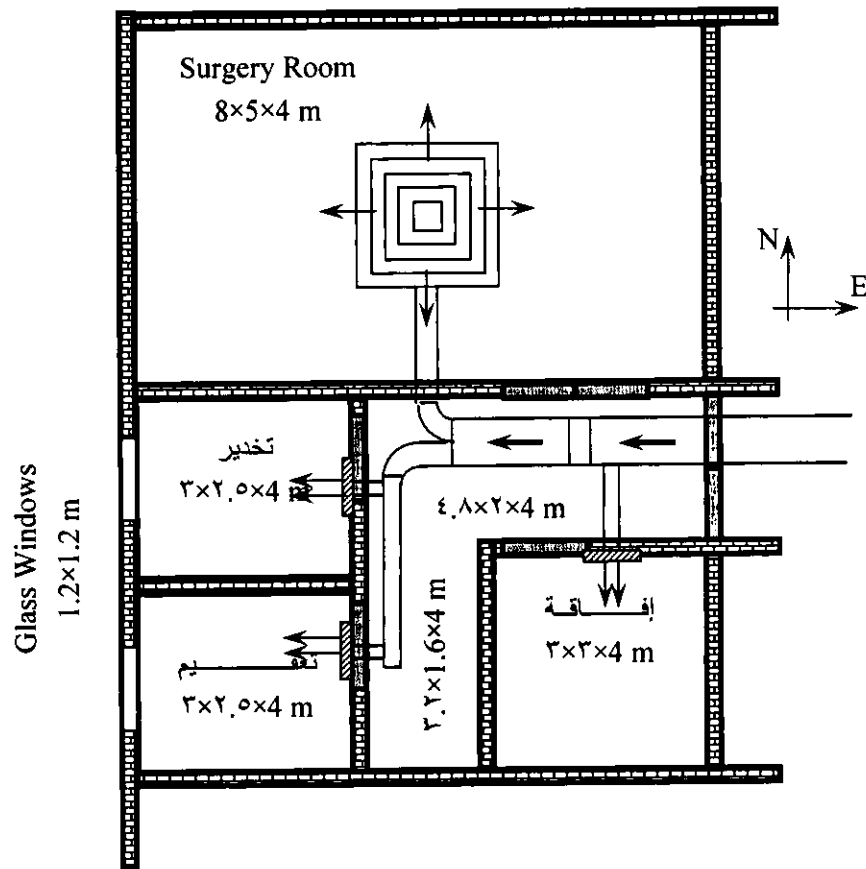 Surgery Room
8×5×4 m
N
E
تخدير
٣×٢.٥×4 m
٤.٨×٢×4 m
Glass Windows
1.2×1.2 m
إفـــاقـة
٣×٣×4 m
٣×٢.٥×4 m
٣.٢×1.6×4 m